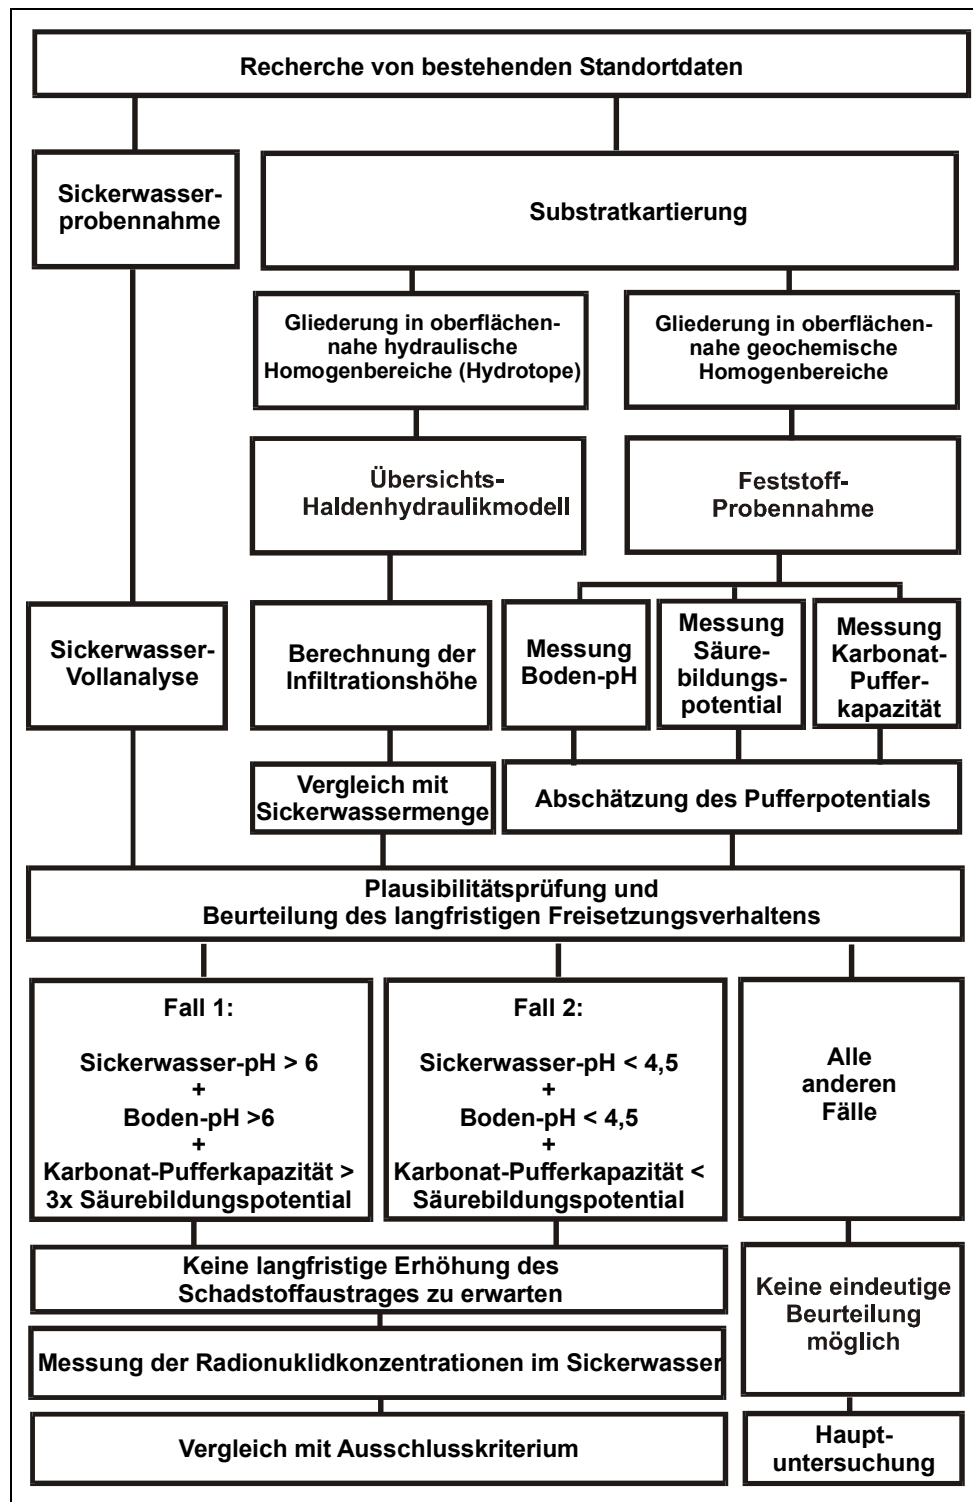 Recherche von bestehenden Standortdaten
Sickerwasser-
probennahme
Substratkartierung
Gliederung in oberflächen-
nahe hydraulische
Homogenbereiche (Hydrotope)
Gliederung in oberflächen-
nahe geochemische
Homogenbereiche
Übersichts-
Haldenhydraulikmodell
Feststoff-
Probennahme
Sickerwasser-
Vollanalyse
Berechnung der
Infiltrationshöhe
Messung
Boden-pH
Messung
Säure-
bildungs-
potential
Messung
Karbonat-
Puffer-
kapazität
Vergleich mit
Sickerwassermenge
Abschätzung des Pufferpotentials
Plausibilitätsprüfung und
Beurteilung des langfristigen Freisetzungsverhaltens
Fall 1:
Sickerwasser-pH > 6
+
Boden-pH >6
+
Karbonat-Pufferkapazität >
3x Säurebildungspotential
Fall 2:
Sickerwasser-pH < 4,5
+
Boden-pH < 4,5
+
Karbonat-Pufferkapazität <
Säurebildungspotential
Alle
anderen
Fälle
Keine langfristige Erhöhung des
Schadstoffaustrages zu erwarten
Keine eindeutige
Beurteilung
möglich
Messung der Radionuklidkonzentrationen im Sickerwasser
Vergleich mit Ausschlusskriterium
Haupt-
untersuchung